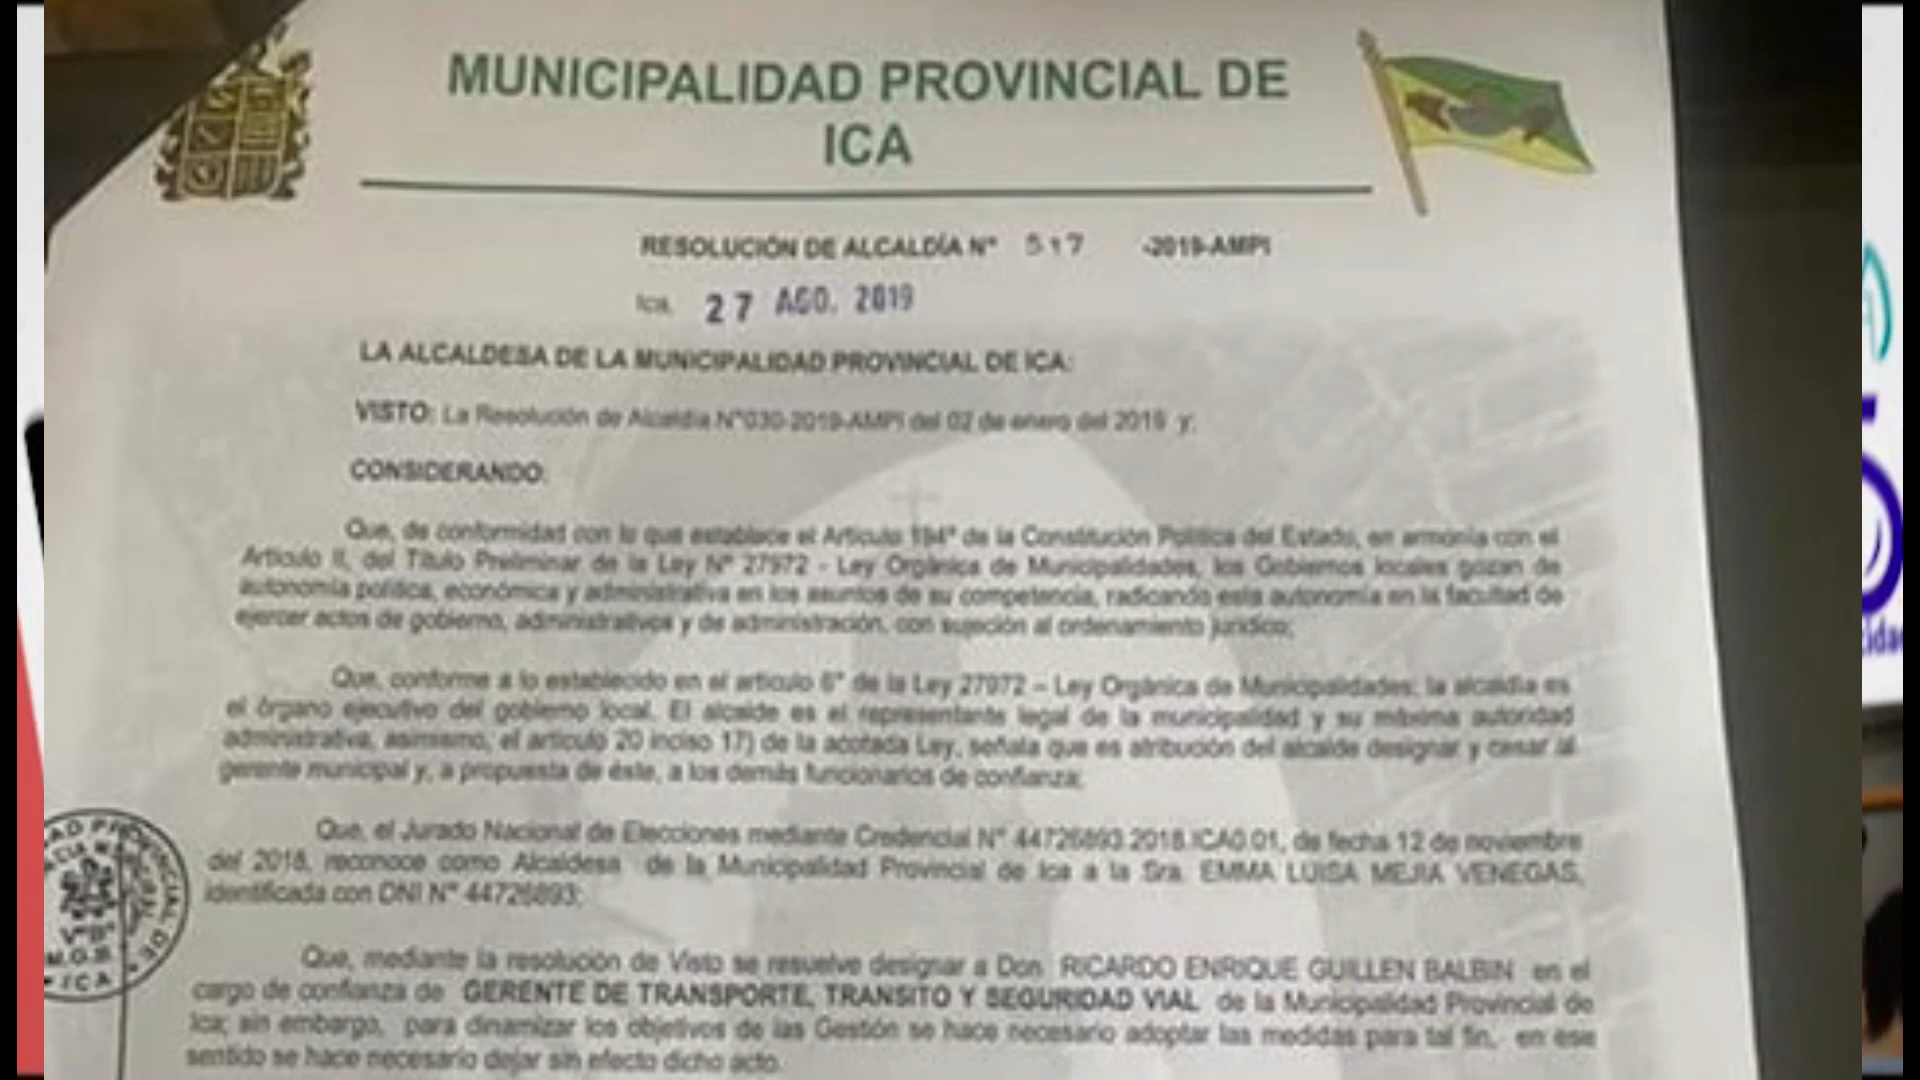 MUNICIPALIDAD PROVINCIAL DE
ICA
RESOLUCIÓN DE ALCALDÍA N° 517 -2019-AMPI
Ica, 27 AGO. 2019
LA ALCALDESA DE LA MUNICIPALIDAD PROVINCIAL DE ICA:
VISTO: La Resolución de Alcaldía N°030-2019-AMPI del 02 de enero del 2019 y;
CONSIDERANDO:
Que, de conformidad con lo que establece el Artículo 194° de la Constitución Política del Estado, en armonía con el
Artículo II, del Título Preliminar de la Ley N° 27972 - Ley Orgánica de Municipalidades, los Gobiernos locales gozan de
autonomía política, económica y administrativa en los asuntos de su competencia, radicando esta autonomía en la facultad de
ejercer actos de gobierno, administrativos y de administración, con sujeción al ordenamiento jurídico;
Que, conforme a lo establecido en el artículo 6° de la Ley 27972 – Ley Orgánica de Municipalidades; la alcaldía es
el órgano ejecutivo del gobierno local. El alcalde es el representante legal de la municipalidad y su máxima autoridad
administrativa, asimismo, el artículo 20 inciso 17) de la acotada Ley, señala que es atribución del alcalde designar y cesar al
gerente municipal y, a propuesta de éste, a los demás funcionarios de confianza;
Que, el Jurado Nacional de Elecciones mediante Credencial N° 44726893.2018.ICA0.01, de fecha 12 de noviembre
del 2018, reconoce como Alcaldesa de la Municipalidad Provincial de Ica a la Sra. EMMA LUISA MEJIA VENEGAS,
identificada con DNI N° 44726893;
Que, mediante la resolución de Visto se resuelve designar a Don RICARDO ENRIQUE GUILLEN BALBIN en el
cargo de confianza de GERENTE DE TRANSPORTE, TRANSITO Y SEGURIDAD VIAL de la Municipalidad Provincial de
Ica; sin embargo, para dinamizar los objetivos de las Gestión se hace necesario adoptar las medidas para tal fin, en ese
sentido se hace necesario dejar sin efecto dicho acto.
AD PROVINCIAL DE
V°B°
ICA